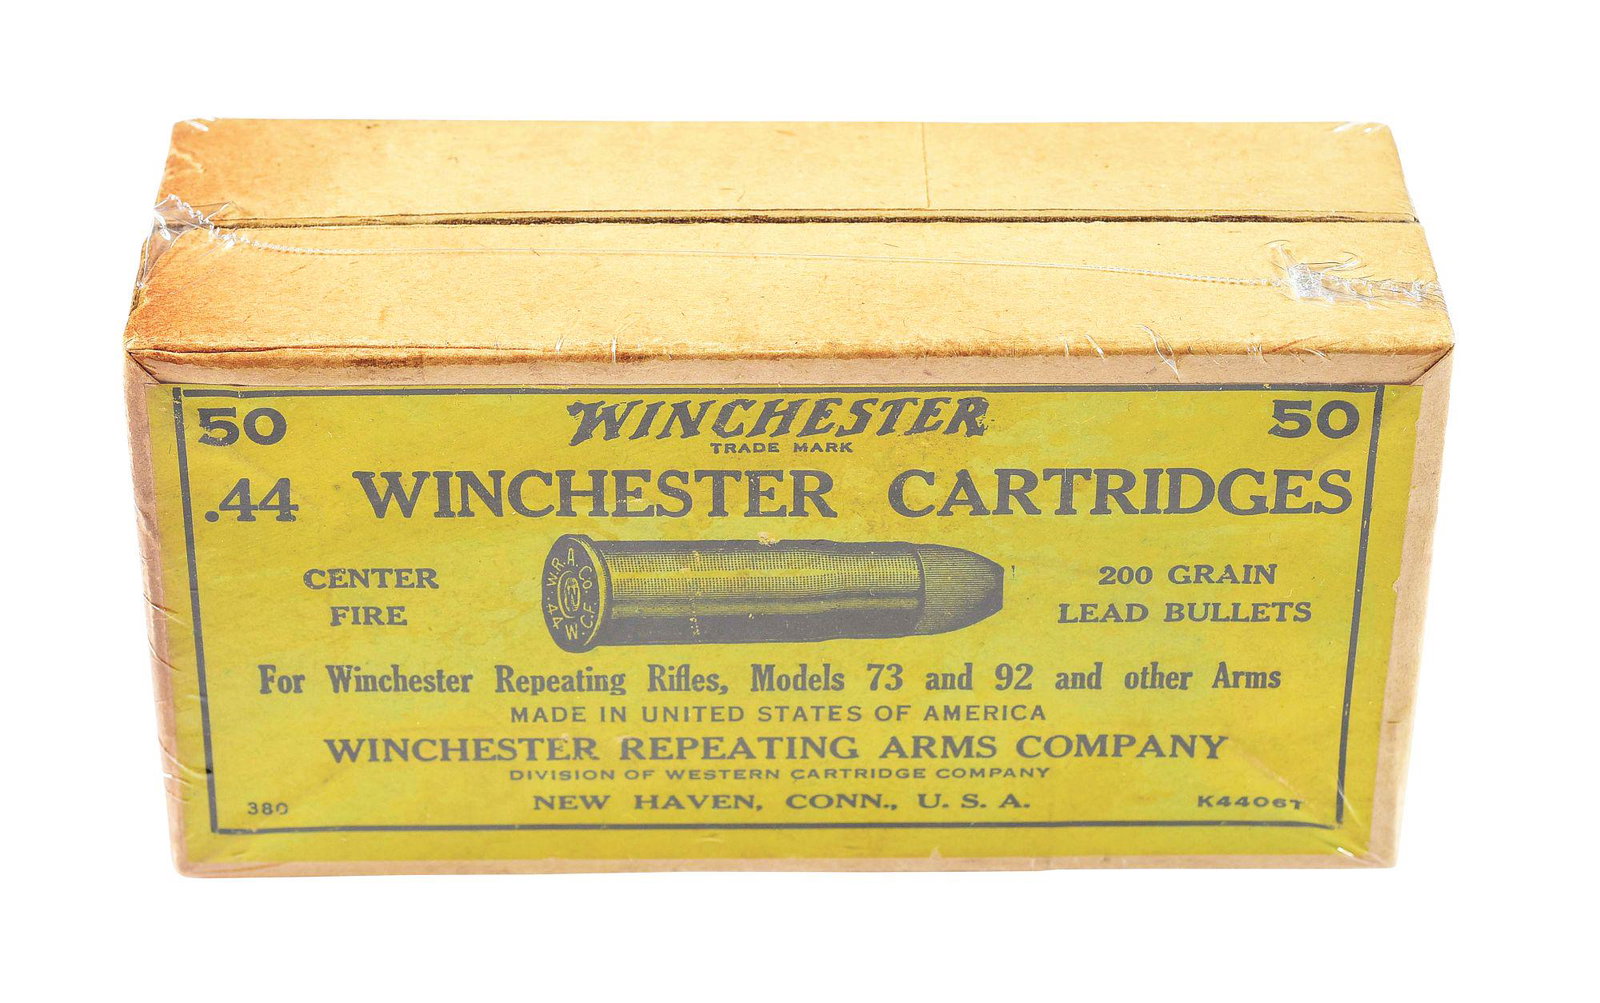 50 WINCHESTER 50
TRADE MARK
.44 WINCHESTER CARTRIDGES
CENTER
FIRE
W.R.A.Co.
.44 W.C.F.
W
200 GRAIN
LEAD BULLETS
For Winchester Repeating Rifles, Models 73 and 92 and other Arms
MADE IN UNITED STATES OF AMERICA
WINCHESTER REPEATING ARMS COMPANY
DIVISION OF WESTERN CARTRIDGE COMPANY
380 NEW HAVEN, CONN., U. S. A. K4406T